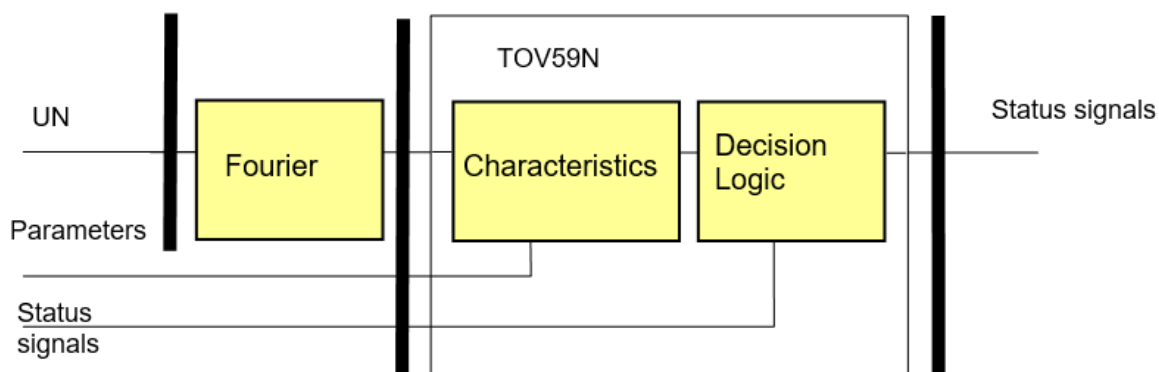 TOV59N
UN
Status signals
Fourier
Characteristics
Decision
Logic
Parameters
Status
signals